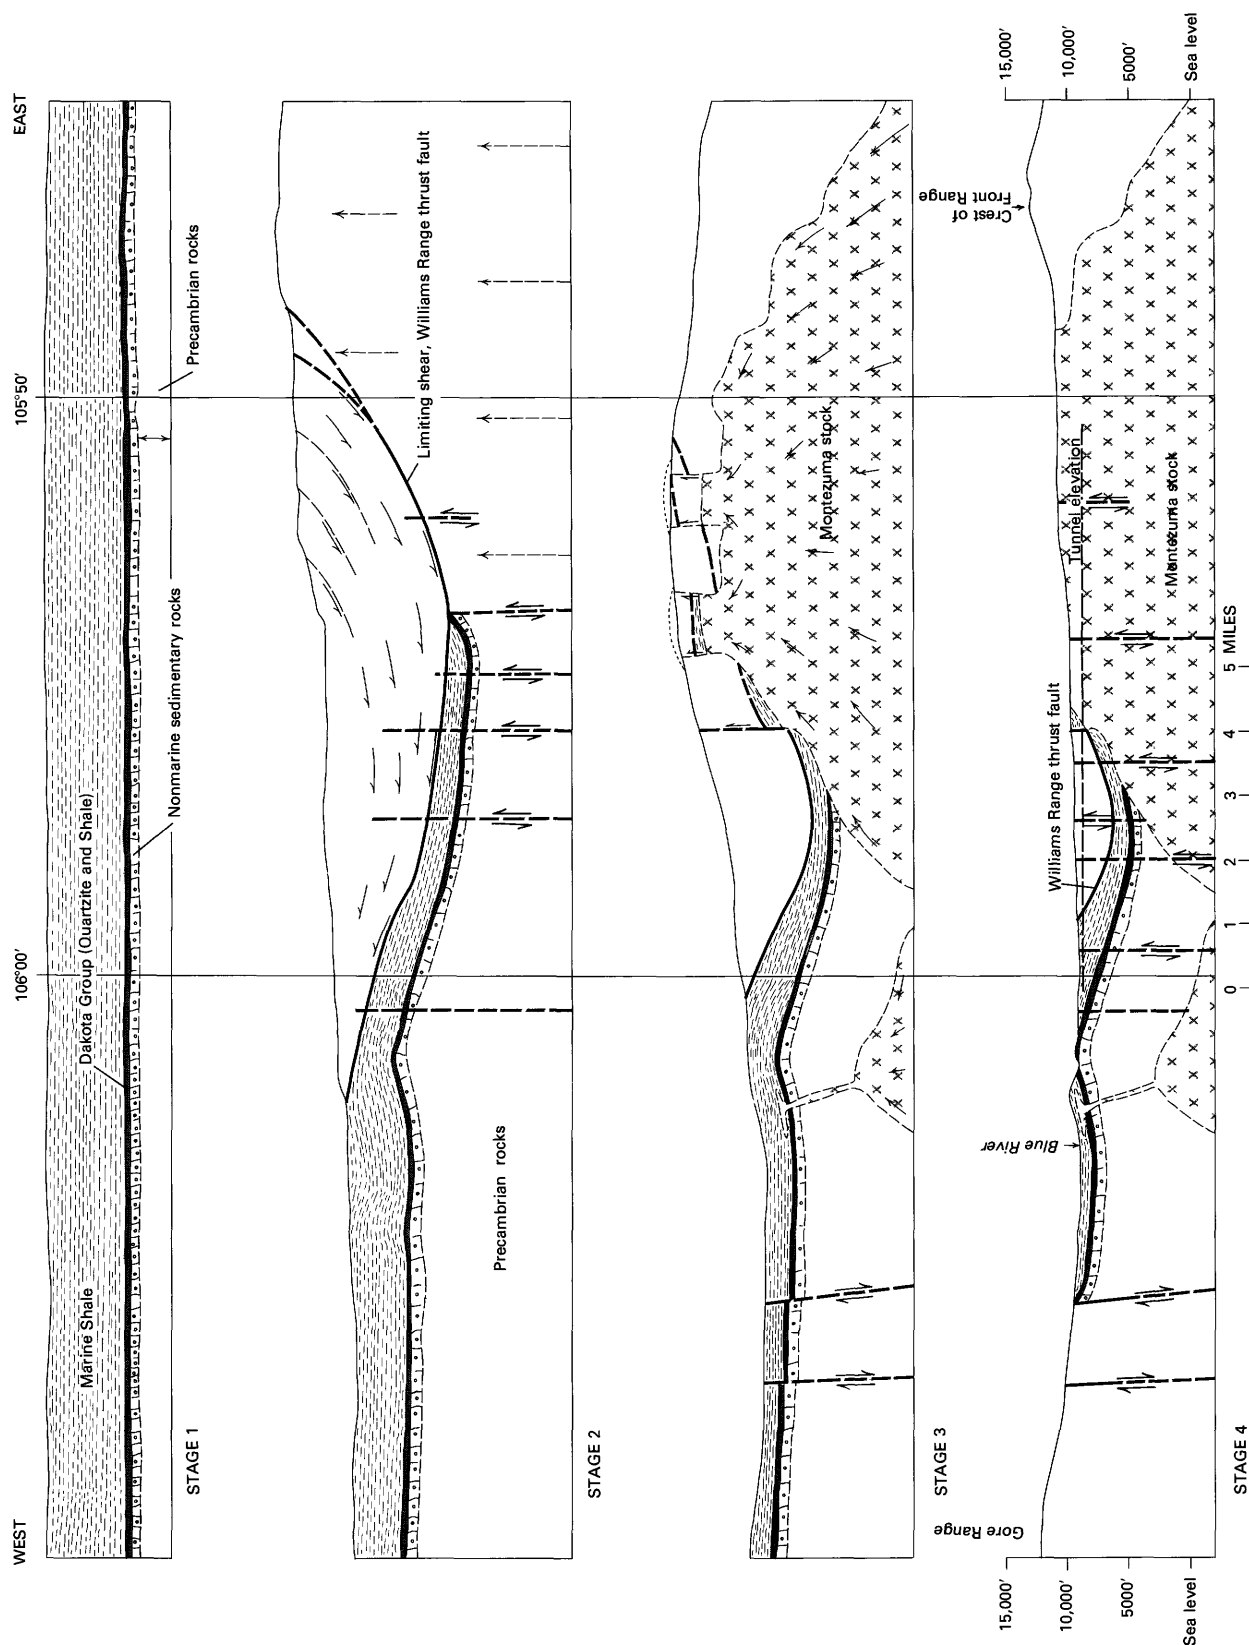 WEST
106°00'
105°50'
EAST
Marine Shale
Dakota Group (Quartzite and Shale)
Nonmarine sedimentary rocks
Precambrian rocks
STAGE 1
Limiting shear, Williams Range thrust fault
Precambrian rocks
STAGE 2
Montezuma stock
STAGE 3
15,000'
10,000'
5000'
Sea level
Gore Range
Blue River
Williams Range thrust fault
Tunnel elevation
Montezuma stock
Crest of
Front Range
15,000'
10,000'
5000'
Sea level
STAGE 4
0 1 2 3 4 5 MILES